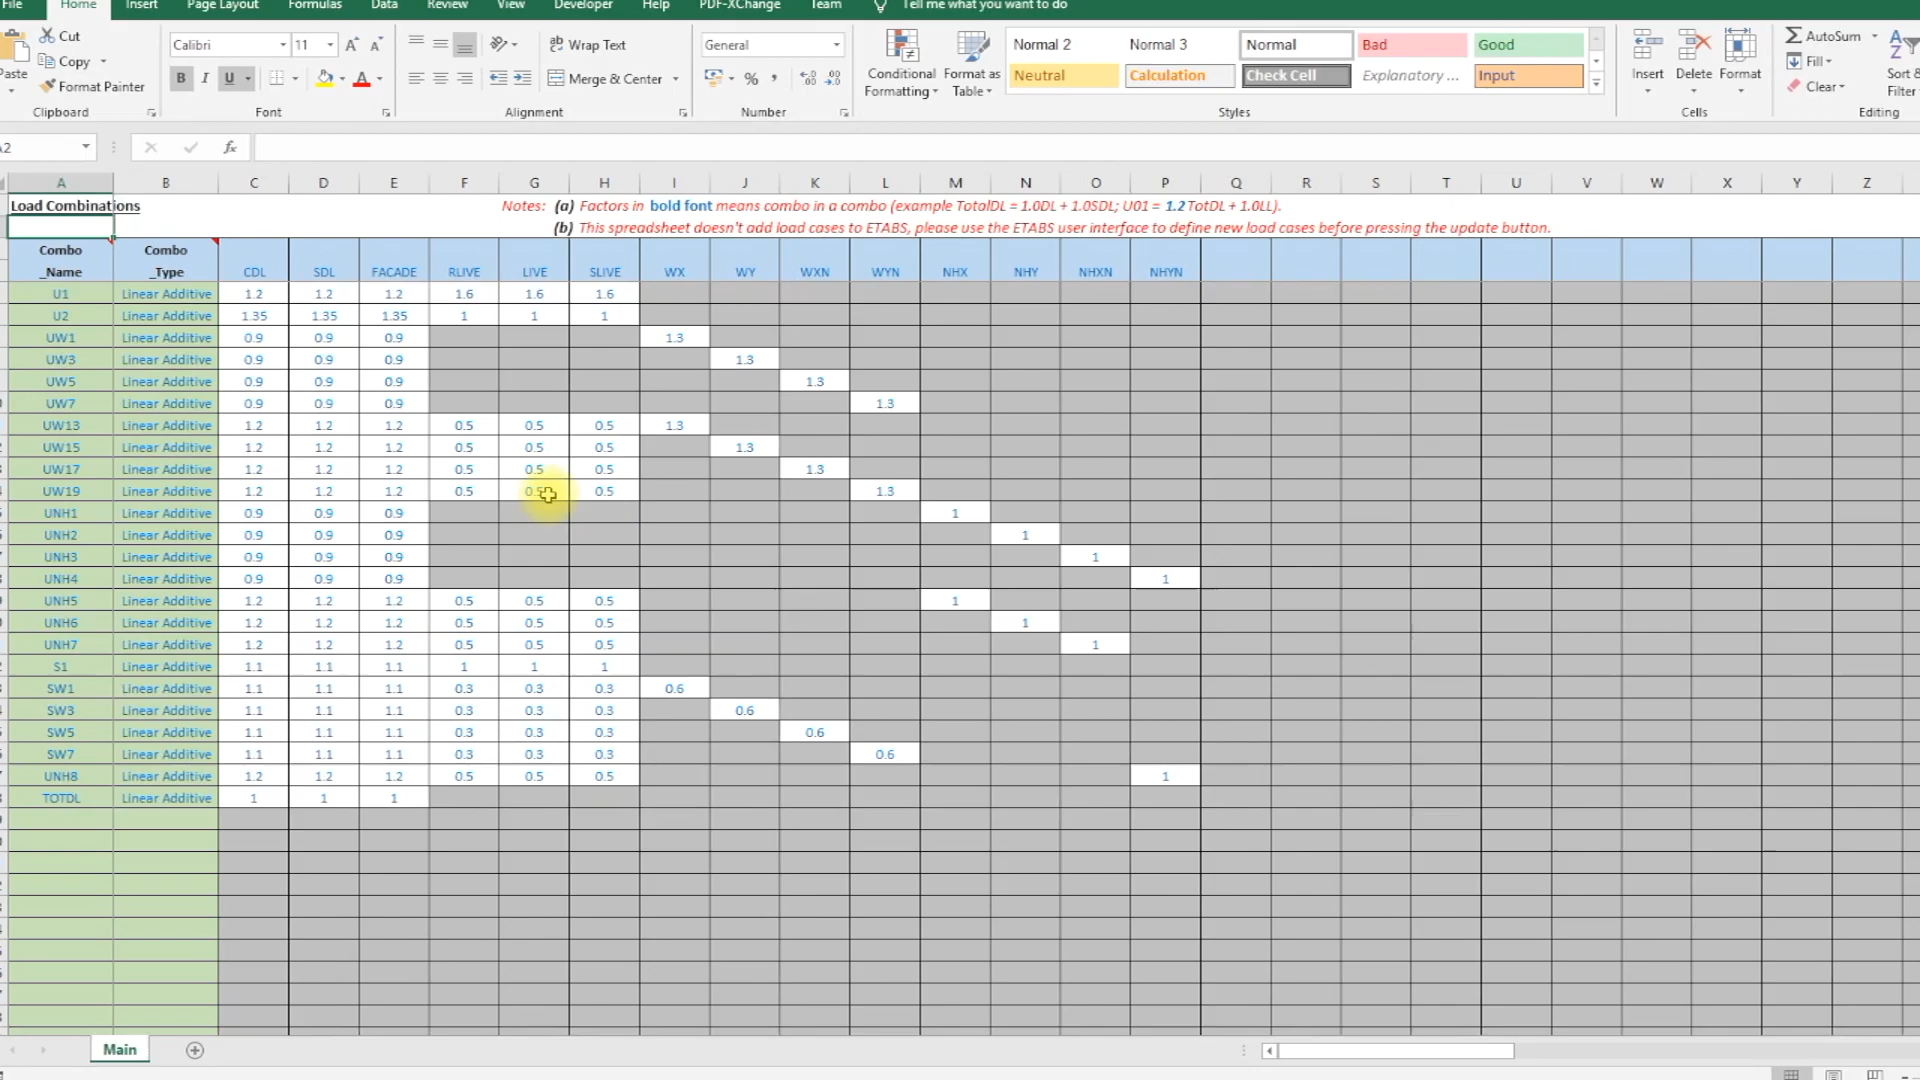 File Home Insert Page Layout Formulas Data Review View Developer Help PDF-XChange Team Tell me what you want to do
Cut
Copy
Paste
Format Painter
Clipboard
Calibri 11
B I U
Font
Wrap Text
Merge & Center
Alignment
General
%
Number
Conditional Formatting
Format as Table
Normal 2 Normal 3 Normal Bad Good
Neutral Calculation Check Cell Explanatory ... Input
Styles
Insert Delete Format
Cells
AutoSum
Fill
Clear
Sort &
Filter
Editing
fx
A B C D E F G H I J K L M N O P Q R S T U V W X Y Z
Load Combinations Notes: (a) Factors in bold font means combo in a combo (example TotalDL = 1.0DL + 1.0SDL; U01 = 1.2TotDL + 1.0LL).
(b) This spreadsheet doesn't add load cases to ETABS, please use the ETABS user interface to define new load cases before pressing the update button.
Combo Combo
_Name _Type CDL SDL FACADE RLIVE LIVE SLIVE WX WY WXN WYN NHX NHY NHXN NHYN
U1 Linear Additive 1.2 1.2 1.2 1.6 1.6 1.6
U2 Linear Additive 1.35 1.35 1.35 1 1 1
UW1 Linear Additive 0.9 0.9 0.9 1.3
UW3 Linear Additive 0.9 0.9 0.9 1.3
UW5 Linear Additive 0.9 0.9 0.9 1.3
UW7 Linear Additive 0.9 0.9 0.9 1.3
UW13 Linear Additive 1.2 1.2 1.2 0.5 0.5 0.5 1.3
UW15 Linear Additive 1.2 1.2 1.2 0.5 0.5 0.5 1.3
UW17 Linear Additive 1.2 1.2 1.2 0.5 0.5 0.5 1.3
UW19 Linear Additive 1.2 1.2 1.2 0.5 0.5 0.5 1.3
UNH1 Linear Additive 0.9 0.9 0.9 1
UNH2 Linear Additive 0.9 0.9 0.9 1
UNH3 Linear Additive 0.9 0.9 0.9 1
UNH4 Linear Additive 0.9 0.9 0.9 1
UNH5 Linear Additive 1.2 1.2 1.2 0.5 0.5 0.5 1
UNH6 Linear Additive 1.2 1.2 1.2 0.5 0.5 0.5 1
UNH7 Linear Additive 1.2 1.2 1.2 0.5 0.5 0.5 1
S1 Linear Additive 1.1 1.1 1.1 1 1 1
SW1 Linear Additive 1.1 1.1 1.1 0.3 0.3 0.3 0.6
SW3 Linear Additive 1.1 1.1 1.1 0.3 0.3 0.3 0.6
SW5 Linear Additive 1.1 1.1 1.1 0.3 0.3 0.3 0.6
SW7 Linear Additive 1.1 1.1 1.1 0.3 0.3 0.3 0.6
UNH8 Linear Additive 1.2 1.2 1.2 0.5 0.5 0.5 1
TOTDL Linear Additive 1 1 1
Main